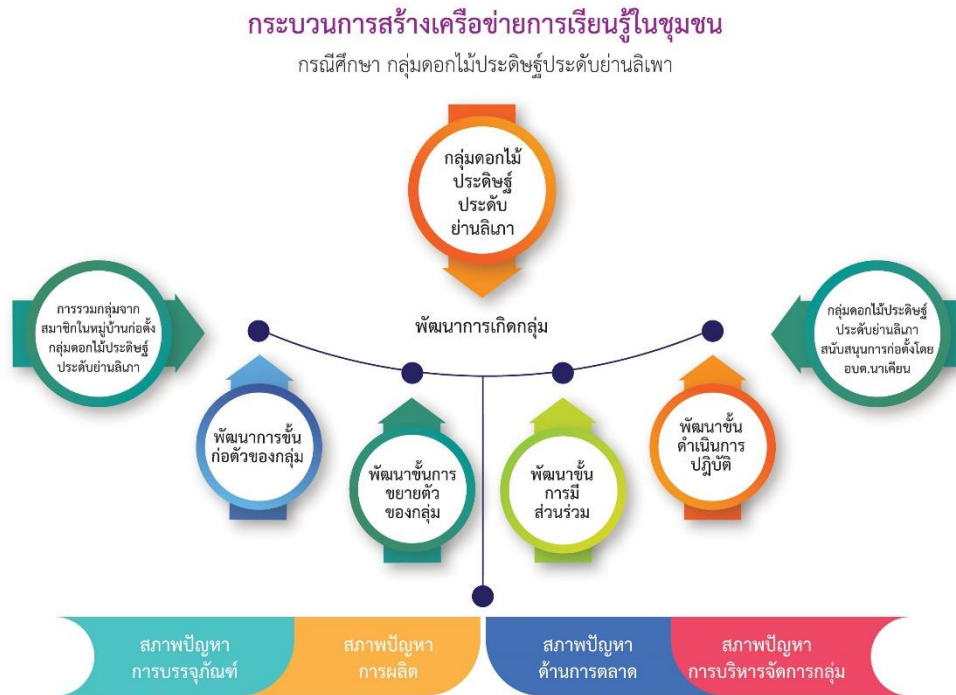 กระบวนการสร้างเครือข่ายการเรียนรู้ในชุมชน
กรณีศึกษา กลุ่มดอกไม้ประดิษฐ์ประดับย่านลิเพา
กลุ่มดอกไม้
ประดิษฐ์
ประดับ
ย่านลิเภา
การรวมกลุ่มจาก
สมาชิกในหมู่บ้านก่อตั้ง
กลุ่มดอกไม้ประดิษฐ์
ประดับย่านลิเภา
พัฒนาการเกิดกลุ่ม
กลุ่มดอกไม้ประดิษฐ์
ประดับย่านลิเภา
สนับสนุนการก่อตั้งโดย
อบต.นาเคียน
พัฒนาการขั้น
ก่อตัวของกลุ่ม
พัฒนาขั้นการ
ขยายตัว
ของกลุ่ม
พัฒนาขั้น
การมี
ส่วนร่วม
พัฒนาขั้น
ดำเนินการ
ปฎิบัติ
สภาพปัญหา
การบรรจุภัณฑ์
สภาพปัญหา
การผลิต
สภาพปัญหา
ด้านการตลาด
สภาพปัญหา
การบริหารจัดการกลุ่ม